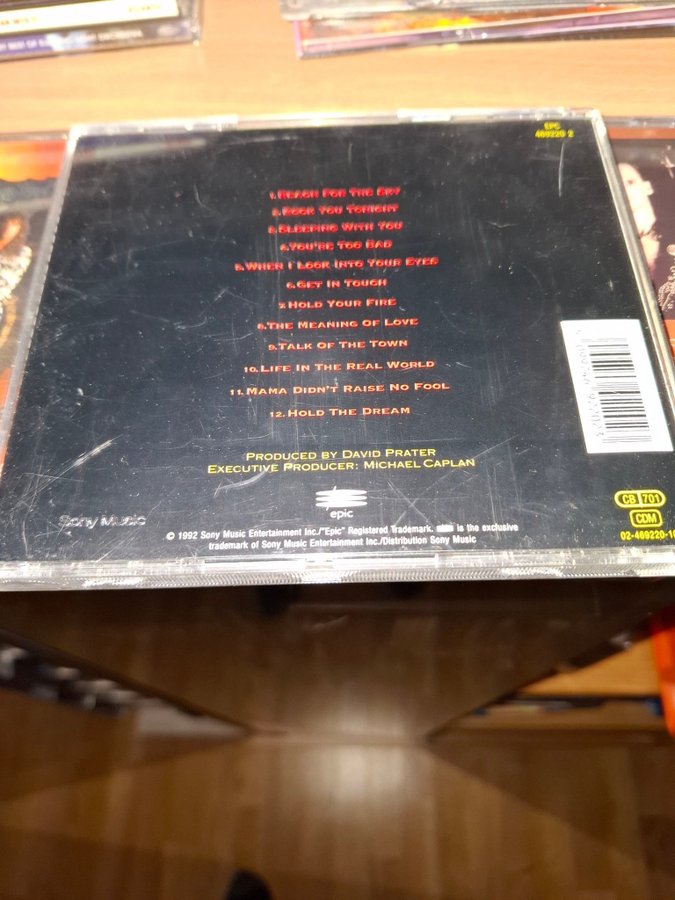 EPC
469220 2
1. REACH FOR THE SKY
2. ROCK YOU TONIGHT
3. SLEEPING WITH YOU
4. YOU'RE TOO BAD
5. WHEN I LOOK INTO YOUR EYES
6. GET IN TOUCH
7. HOLD YOUR FIRE
8. THE MEANING OF LOVE
9. TALK OF THE TOWN
10. LIFE IN THE REAL WORLD
11. MAMA DIDN'T RAISE NO FOOL
12. HOLD THE DREAM
PRODUCED BY DAVID PRATER
EXECUTIVE PRODUCER: MICHAEL CAPLAN
epic
Sony Music
© 1992 Sony Music Entertainment Inc./"Epic" Registered Trademark. is the exclusive
trademark of Sony Music Entertainment Inc./Distribution Sony Music
CB 701
CDM
02-469220-10